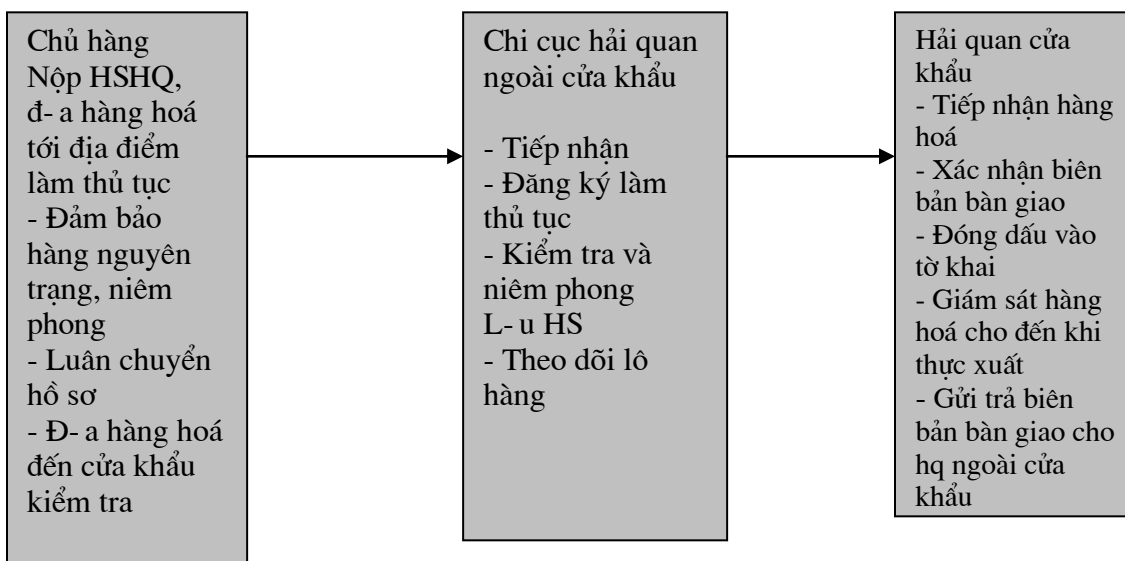 Chủ hàng
Nộp HSHQ,
đ- a hàng hoá
tới địa điểm
làm thủ tục
- Đảm bảo
hàng nguyên
trạng, niêm
phong
- Luân chuyển
hồ sơ
- Đ- a hàng hoá
đến cửa khẩu
kiểm tra
Chi cục hải quan
ngoài cửa khẩu
- Tiếp nhận
- Đăng ký làm
thủ tục
- Kiểm tra và
niêm phong
L- u HS
- Theo dõi lô
hàng
Hải quan cửa
khẩu
- Tiếp nhận hàng
hoá
- Xác nhận biên
bản bàn giao
- Đóng dấu vào
tờ khai
- Giám sát hàng
hoá cho đến khi
thực xuất
- Gửi trả biên
bản bàn giao cho
hq ngoài cửa
khẩu